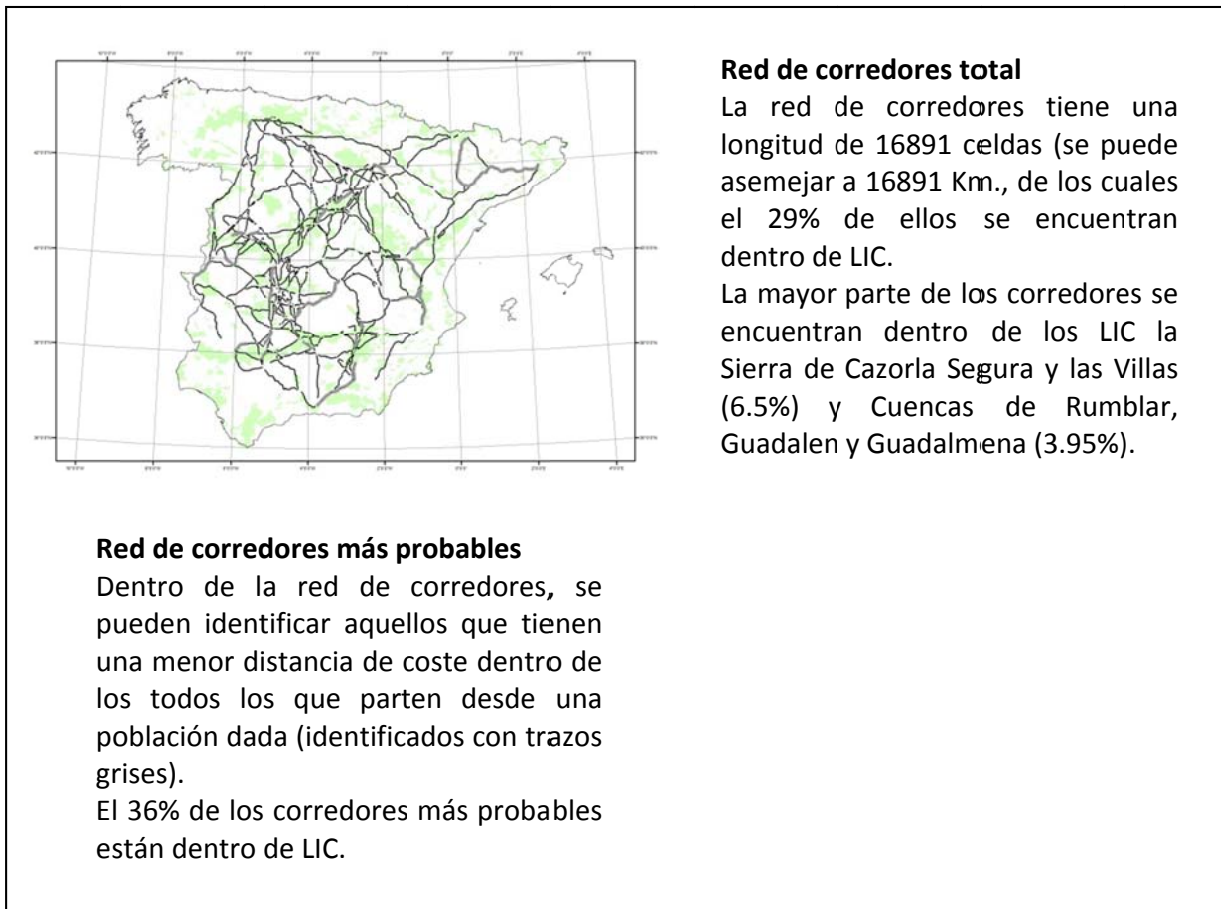 Red de corredores total
La red de corredores tiene una
longitud de 16891 celdas (se puede
asemejar a 16891 Km., de los cuales
el 29% de ellos se encuentran
dentro de LIC.
La mayor parte de los corredores se
encuentran dentro de los LIC la
Sierra de Cazorla Segura y las Villas
(6.5%) y Cuencas de Rumblar,
Guadalen y Guadalmena (3.95%).
Red de corredores más probables
Dentro de la red de corredores, se
pueden identificar aquellos que tienen
una menor distancia de coste dentro de
los todos los que parten desde una
población dada (identificados con trazos
grises).
El 36% de los corredores más probables
están dentro de LIC.